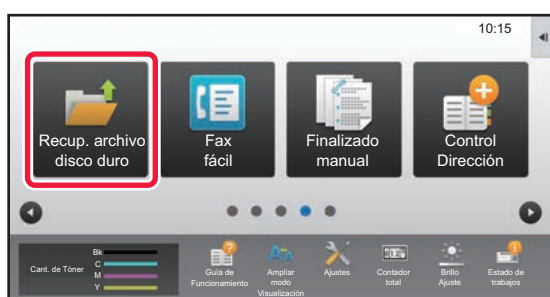 10:15
Recup. archivo
disco duro
Fax
fácil
Finalizado
manual
Control
Dirección
Cant. de Tóner
Bk
C
M
Y
Guía de
Funcionamiento
Ampliar
modo
Visualización
Ajustes
Contador
total
Brillo
Ajuste
Estado de
trabajos